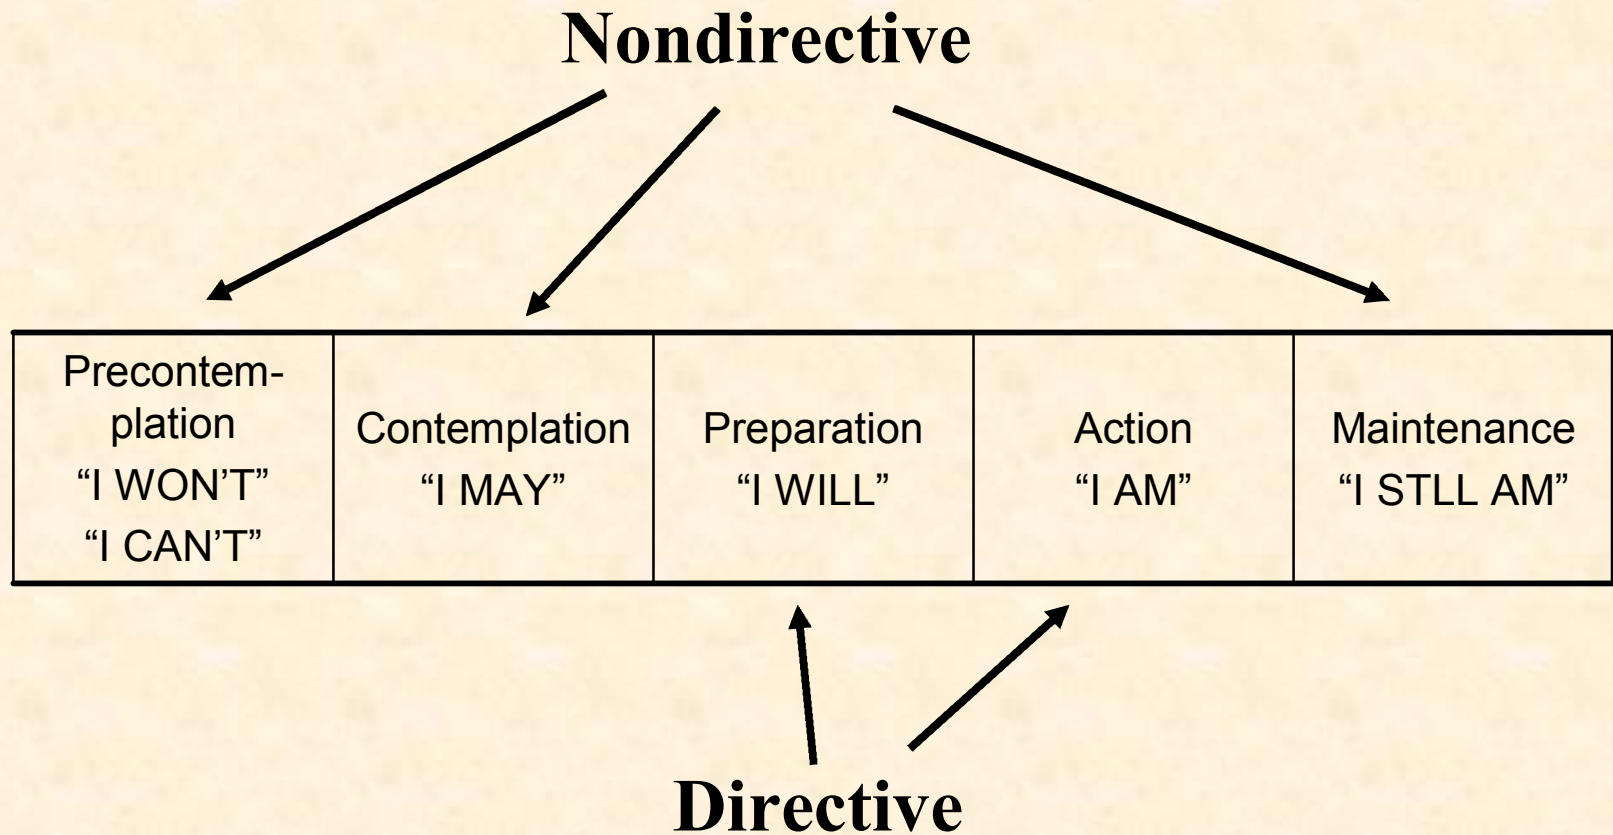 Nondirective
Precontem-
plation
“I WON’T”
“I CAN’T”
Contemplation
“I MAY”
Preparation
“I WILL”
Action
“I AM”
Maintenance
“I STLL AM”
Directive